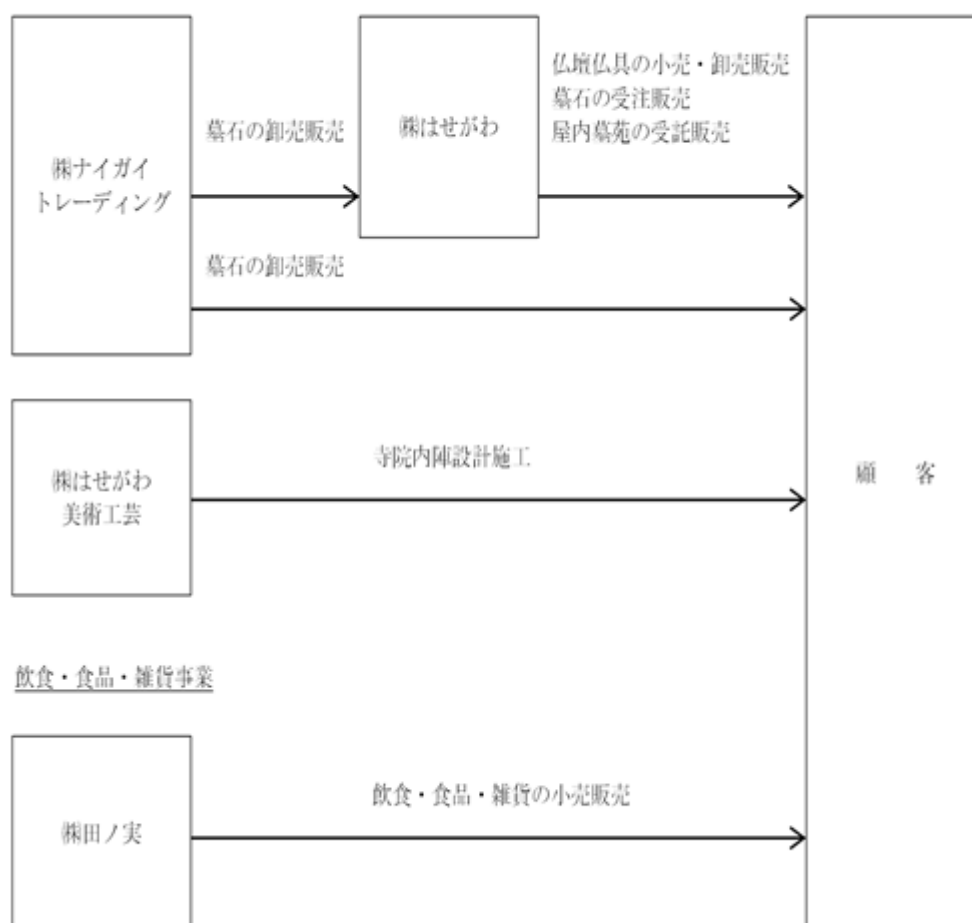 ㈱ナイガイ
トレーディング
墓石の卸売販売
㈱はせがわ
仏壇仏具の小売・卸売販売
墓石の受注販売
屋内墓苑の受託販売
墓石の卸売販売
㈱はせがわ
美術工芸
寺院内陣設計施工
顧　客
飲食・食品・雑貨事業
㈱田ノ実
飲食・食品・雑貨の小売販売